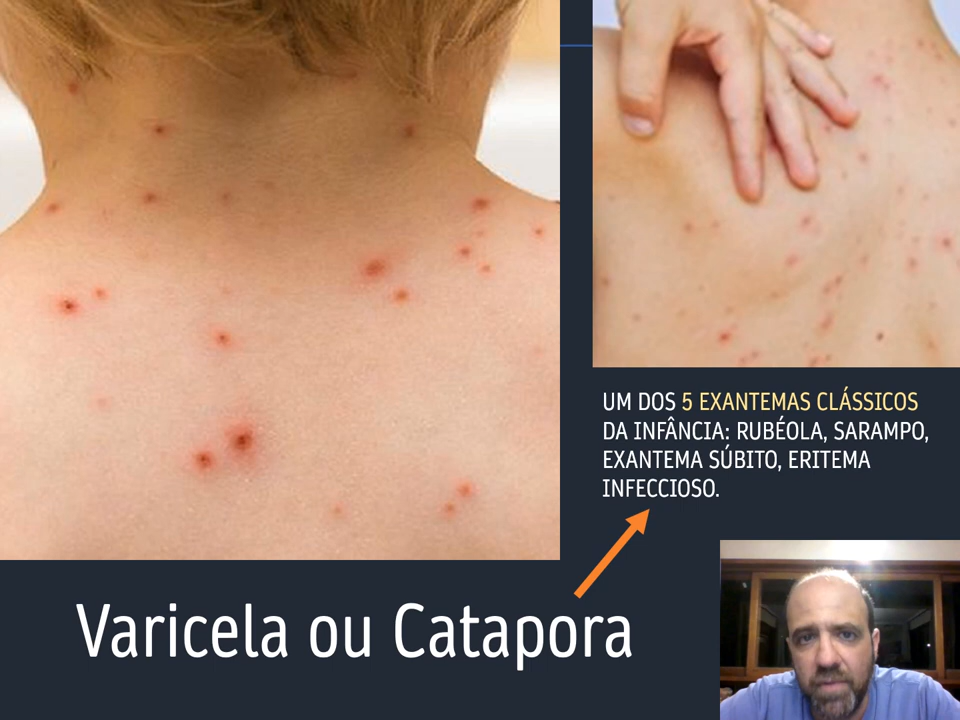 UM DOS 5 EXANTEMAS CLÁSSICOS
DA INFÂNCIA: RUBÉOLA, SARAMPO,
EXANTEMA SÚBITO, ERITEMA
INFECCIOSO.
Varicela ou Catapora